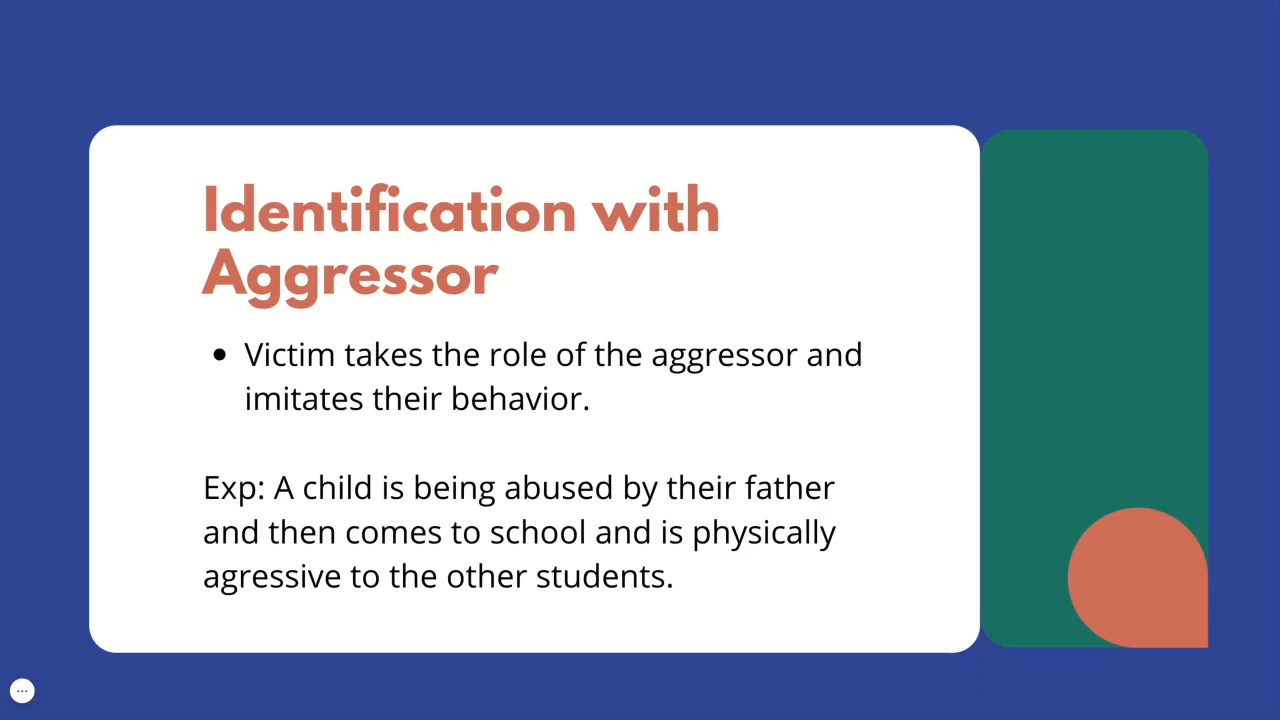 Identification with
Aggressor
• Victim takes the role of the aggressor and
imitates their behavior.
Exp: A child is being abused by their father
and then comes to school and is physically
agressive to the other students.